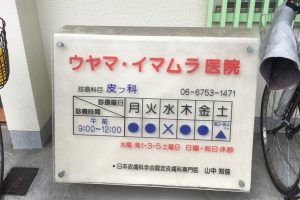 ウヤマ・イマムラ医院
06-6753-1471
診療科目 皮フ科
診療曜日 月 火 水 木 金 土
診療時間
午前 9:00~12:00 ● ● × ● ● ▲
水曜・第1・3・5土曜日 日曜・祝日休診
*日本皮膚科学会認定皮膚科専門医 山中